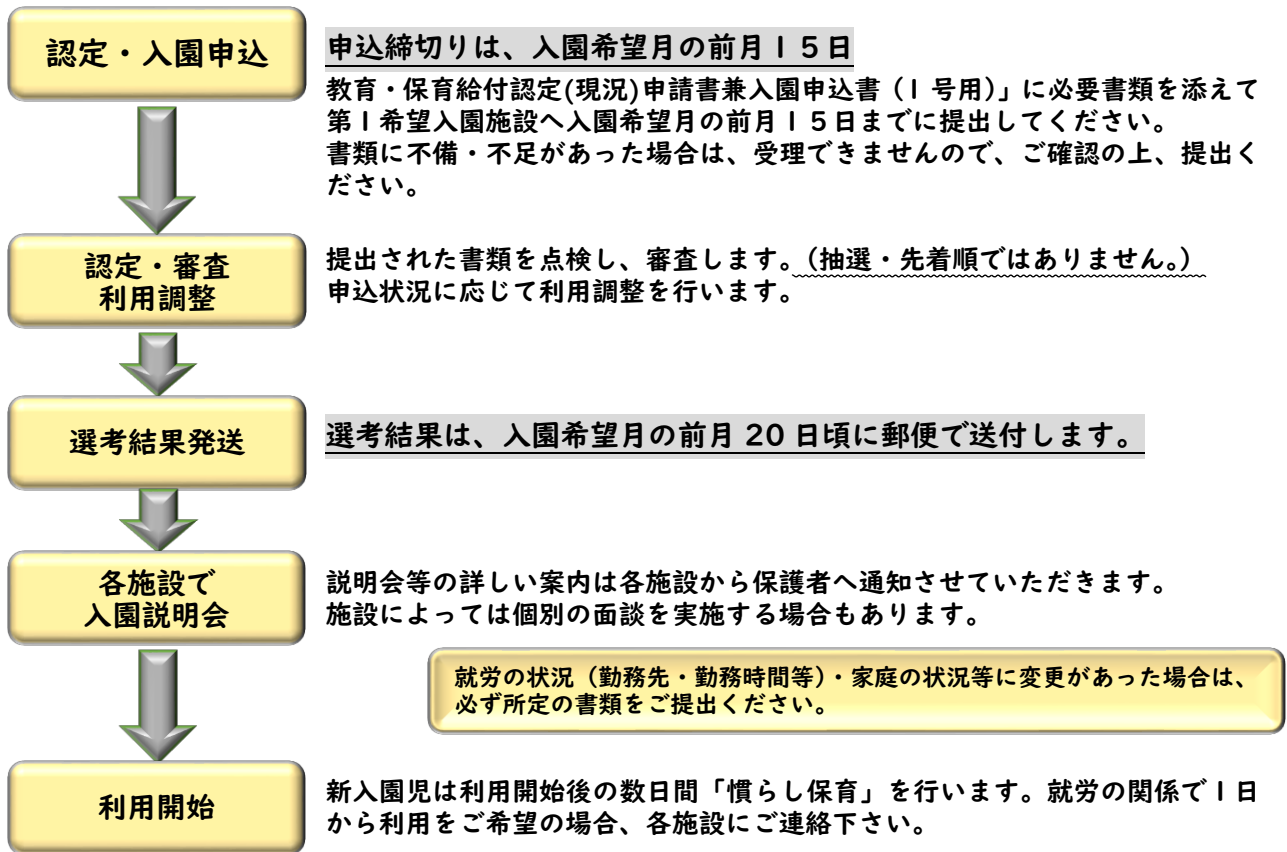 認定・入園申込
申込締切りは、入園希望月の前月１５日
教育・保育給付認定(現況)申請書兼入園申込書（１号用）」に必要書類を添えて
第１希望入園施設へ入園希望月の前月１５日までに提出してください。
書類に不備・不足があった場合は、受理できませんので、ご確認の上、提出く
ださい。
認定・審査
利用調整
提出された書類を点検し、審査します。（抽選・先着順ではありません。）
申込状況に応じて利用調整を行います。
選考結果発送
選考結果は、入園希望月の前月 20 日頃に郵便で送付します。
各施設で
入園説明会
説明会等の詳しい案内は各施設から保護者へ通知させていただきます。
施設によっては個別の面談を実施する場合もあります。
就労の状況（勤務先・勤務時間等）・家庭の状況等に変更があった場合は、
必ず所定の書類をご提出ください。
利用開始
新入園児は利用開始後の数日間「慣らし保育」を行います。就労の関係で１日
から利用をご希望の場合、各施設にご連絡下さい。